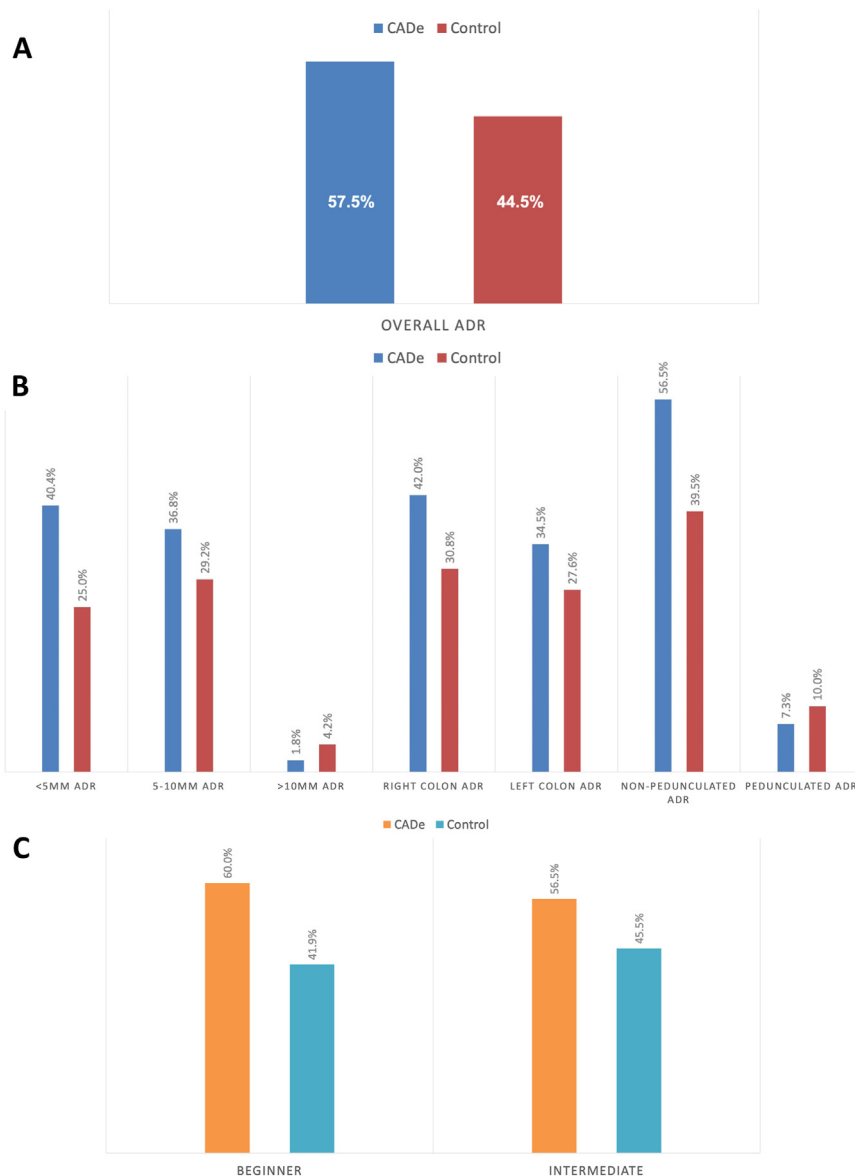 CADe Control
A
57.5%
44.5%
OVERALL ADR
CADe Control
B
40.4%
25.0%
36.8%
29.2%
1.8%
4.2%
42.0%
30.8%
34.5%
27.6%
56.5%
39.5%
7.3%
10.0%
<5MM ADR
5-10MM ADR
>10MM ADR
RIGHT COLON ADR
LEFT COLON ADR
NON-PEDUNCULATED
ADR
PEDUNCULATED ADR
CADe Control
C
60.0%
41.9%
56.5%
45.5%
BEGINNER
INTERMEDIATE